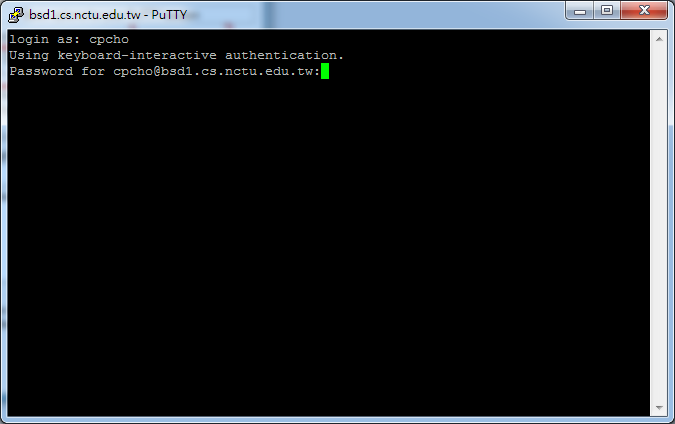 bsd1.cs.nctu.edu.tw - PuTTY
login as: cpcho
Using keyboard-interactive authentication.
Password for cpcho@bsd1.cs.nctu.edu.tw: